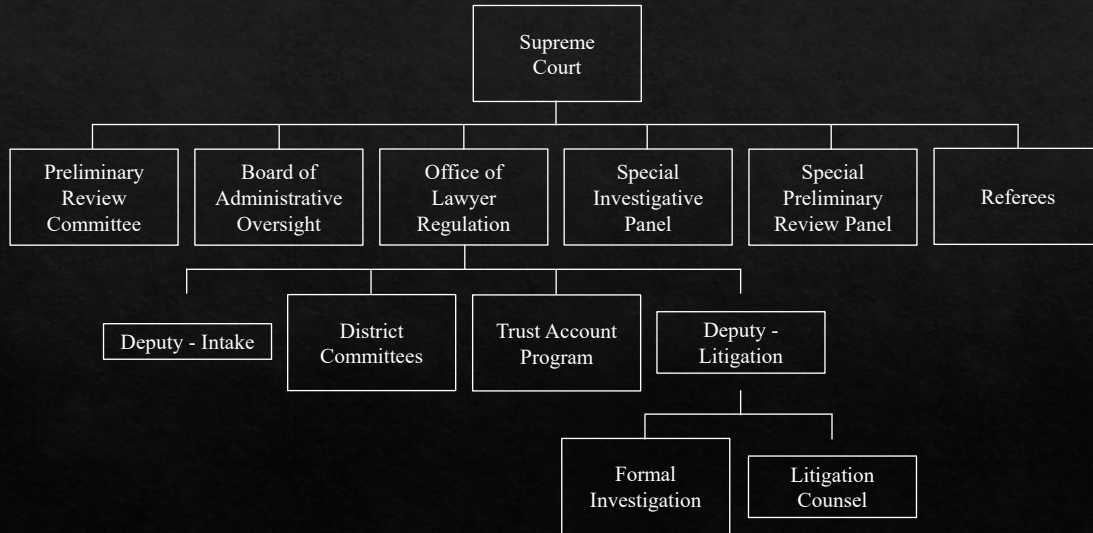 Supreme
Court
Preliminary
Review
Committee
Board of
Administrative
Oversight
Office of
Lawyer
Regulation
Special
Investigative
Panel
Special
Preliminary
Review Panel
Referees
Deputy - Intake
District
Committees
Trust Account
Program
Deputy -
Litigation
Formal
Investigation
Litigation
Counsel